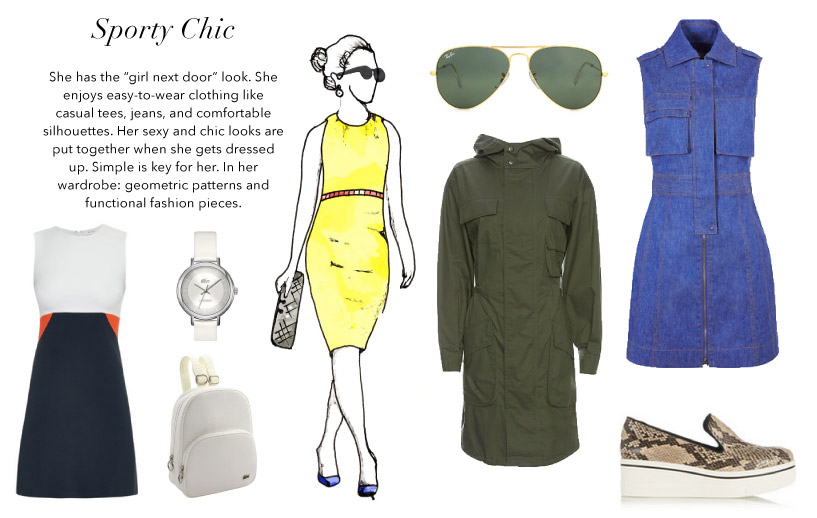 Sporty Chic
She has the “girl next door” look. She
enjoys easy-to-wear clothing like
casual tees, jeans, and comfortable
silhouettes. Her sexy and chic looks are
put together when she gets dressed
up. Simple is key for her. In her
wardrobe: geometric patterns and
functional fashion pieces.
Ray-Ban